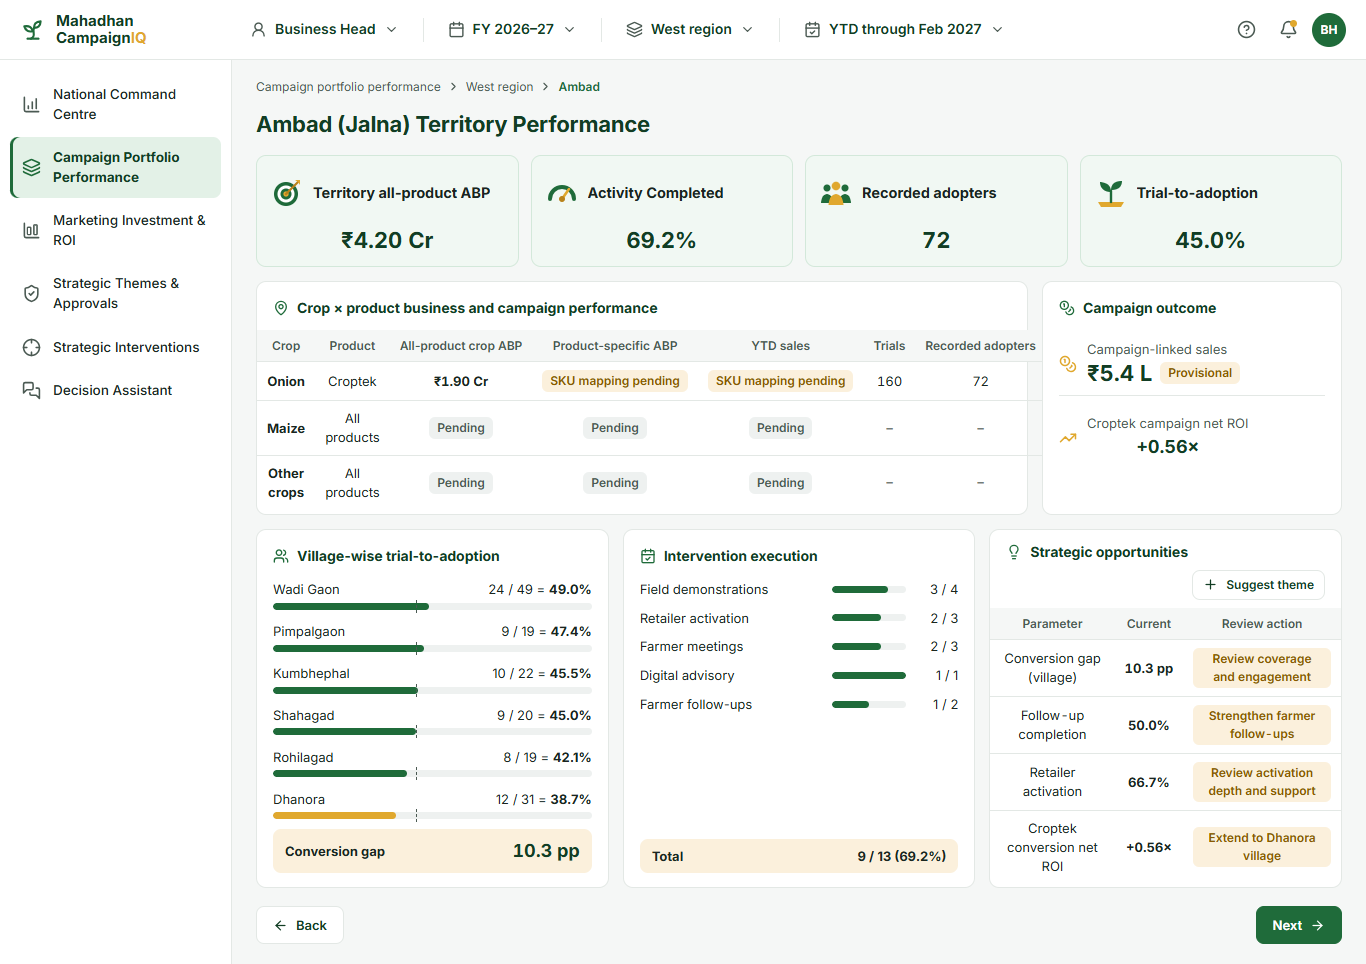 Mahadhan
CampaignIQ
Business Head
FY 2026–27
West region
YTD through Feb 2027
BH
National Command
Centre
Campaign Portfolio
Performance
Marketing Investment &
ROI
Strategic Themes &
Approvals
Strategic Interventions
Decision Assistant
Campaign portfolio performance > West region > Ambad
Ambad (Jalna) Territory Performance
Territory all-product ABP
₹4.20 Cr
Activity Completed
69.2%
Recorded adopters
72
Trial-to-adoption
45.0%
Crop × product business and campaign performance
Crop Product All-product crop ABP Product-specific ABP YTD sales Trials Recorded adopters
Onion Croptek ₹1.90 Cr SKU mapping pending SKU mapping pending 160 72
Maize All products Pending Pending Pending – –
Other crops All products Pending Pending Pending – –
Campaign outcome
Campaign-linked sales
₹5.4 L Provisional
Croptek campaign net ROI
+0.56×
Village-wise trial-to-adoption
Wadi Gaon 24 / 49 = 49.0%
Pimpalgaon 9 / 19 = 47.4%
Kumbhephal 10 / 22 = 45.5%
Shahagad 9 / 20 = 45.0%
Rohilagad 8 / 19 = 42.1%
Dhanora 12 / 31 = 38.7%
Conversion gap 10.3 pp
Intervention execution
Field demonstrations 3 / 4
Retailer activation 2 / 3
Farmer meetings 2 / 3
Digital advisory 1 / 1
Farmer follow-ups 1 / 2
Total 9 / 13 (69.2%)
Strategic opportunities
+ Suggest theme
Parameter Current Review action
Conversion gap (village) 10.3 pp Review coverage and engagement
Follow-up completion 50.0% Strengthen farmer follow-ups
Retailer activation 66.7% Review activation depth and support
Croptek conversion net ROI +0.56× Extend to Dhanora village
← Back
Next →